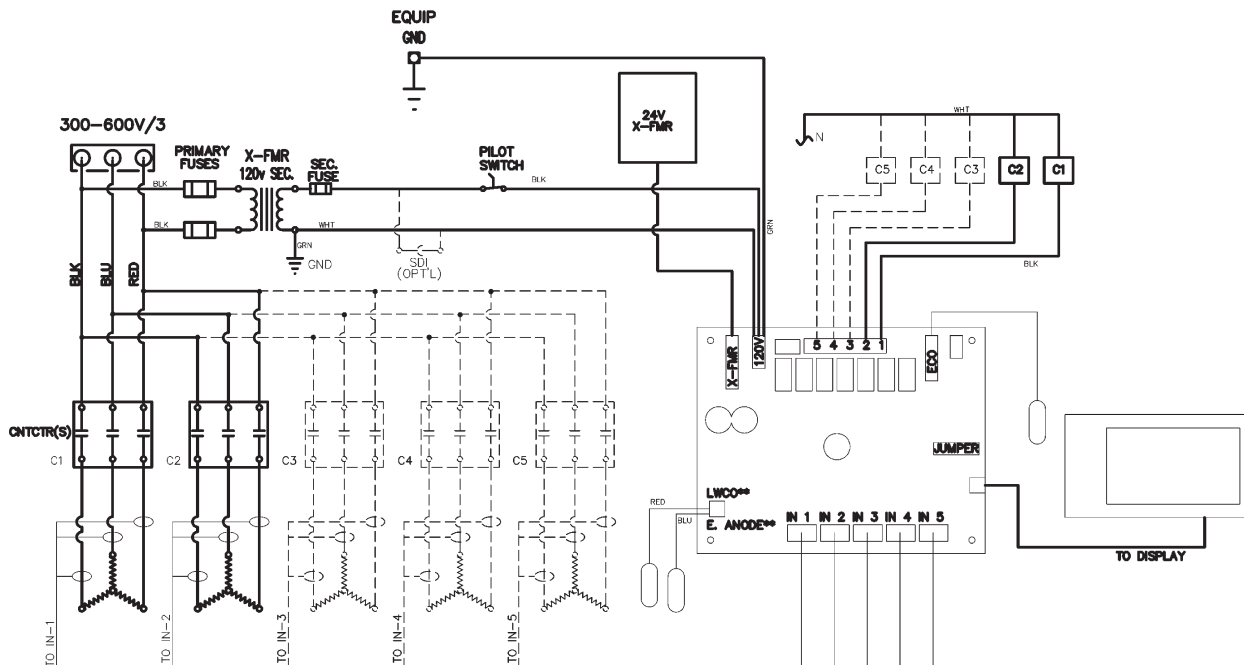 EQUIP
GND
300-600V/3
PRIMARY
FUSES
X-FMR
120v SEC.
SEC.
FUSE
PILOT
SWITCH
24V
X-FMR
WHT
N
C5
C4
C3
C2
C1
BLK
BLK
BLK
WHT
GRN
GND
SDI
(OPT'L)
GRN
BLK
BLK
BLU
RED
X-FMR
120V
5
4
3
2
1
ECO
CNTCTR(S)
C1
C2
C3
C4
C5
JUMPER
LWCO**
E. ANODE**
RED
BLU
IN 1
IN 2
IN 3
IN 4
IN 5
TO DISPLAY
TO IN-1
TO IN-2
TO IN-3
TO IN-4
TO IN-5